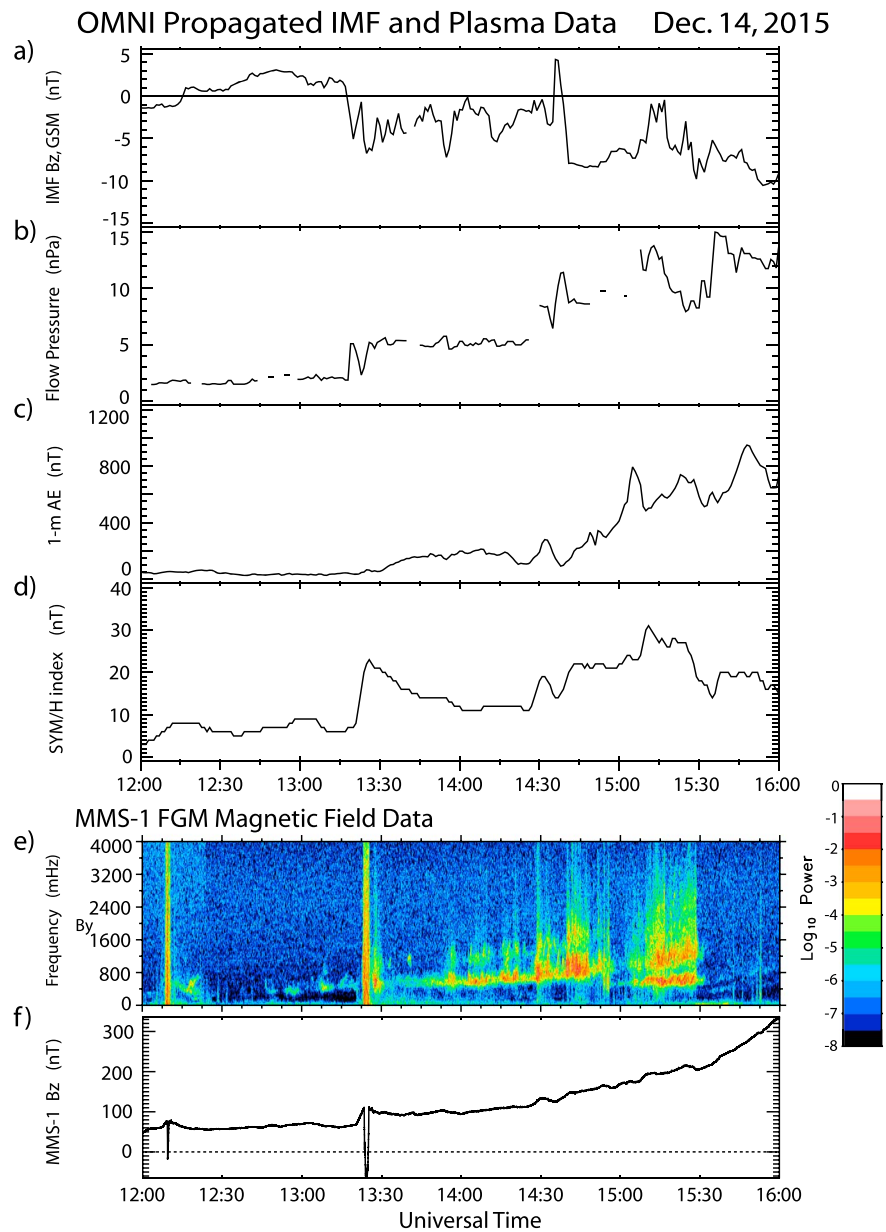 OMNI Propagated IMF and Plasma Data Dec. 14, 2015
a)
IMF Bz, GSM (nT)
5
0
-5
-10
-15
b)
Flow Pressurre (nPa)
15
10
5
0
c)
1-m AE (nT)
1200
800
400
0
d)
SYM/H index (nT)
40
30
20
10
0
12:00 12:30 13:00 13:30 14:00 14:30 15:00 15:30 16:00
MMS-1 FGM Magnetic Field Data
e)
Frequency (mHz)
By
4000
3200
2400
1600
800
0
0
-1
-2
-3
-4
-5
-6
-7
-8
Log10 Power
f)
MMS-1 Bz (nT)
300
200
100
0
12:00 12:30 13:00 13:30 14:00 14:30 15:00 15:30 16:00
Universal Time